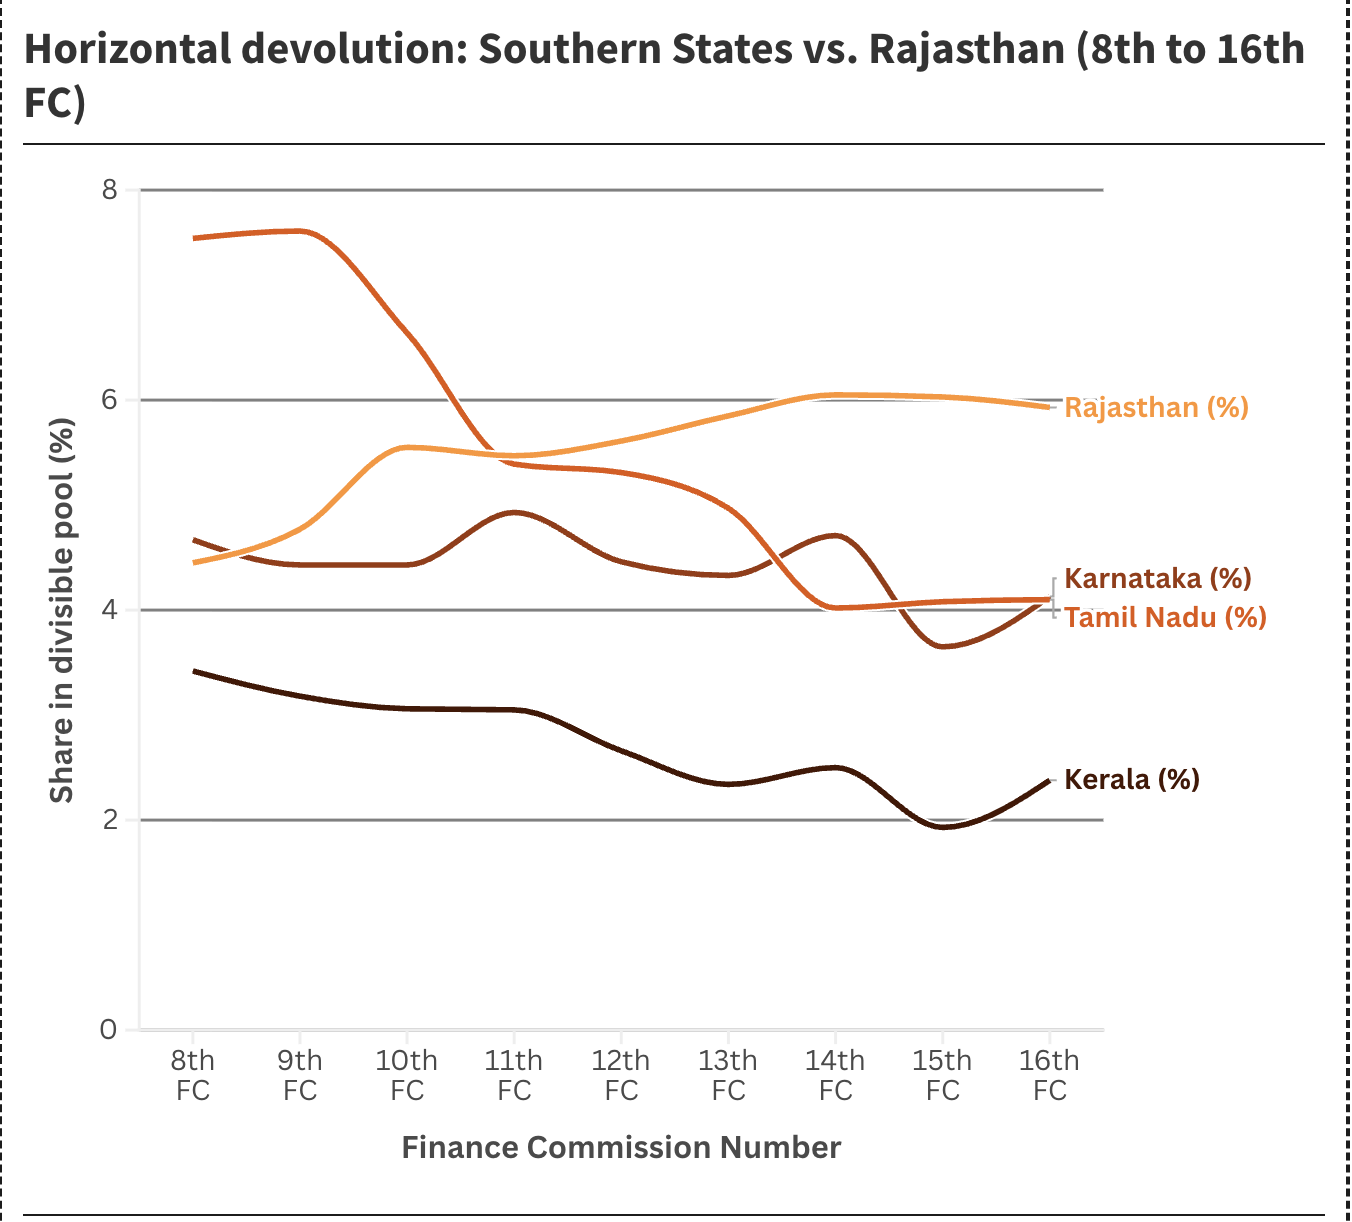 Horizontal devolution: Southern States vs. Rajasthan (8th to 16th
FC)
8
6
4
2
0
Share in divisible pool (%)
Rajasthan (%)
Karnataka (%)
Tamil Nadu (%)
Kerala (%)
8th 9th 10th 11th 12th 13th 14th 15th 16th
FC FC FC FC FC FC FC FC FC
Finance Commission Number